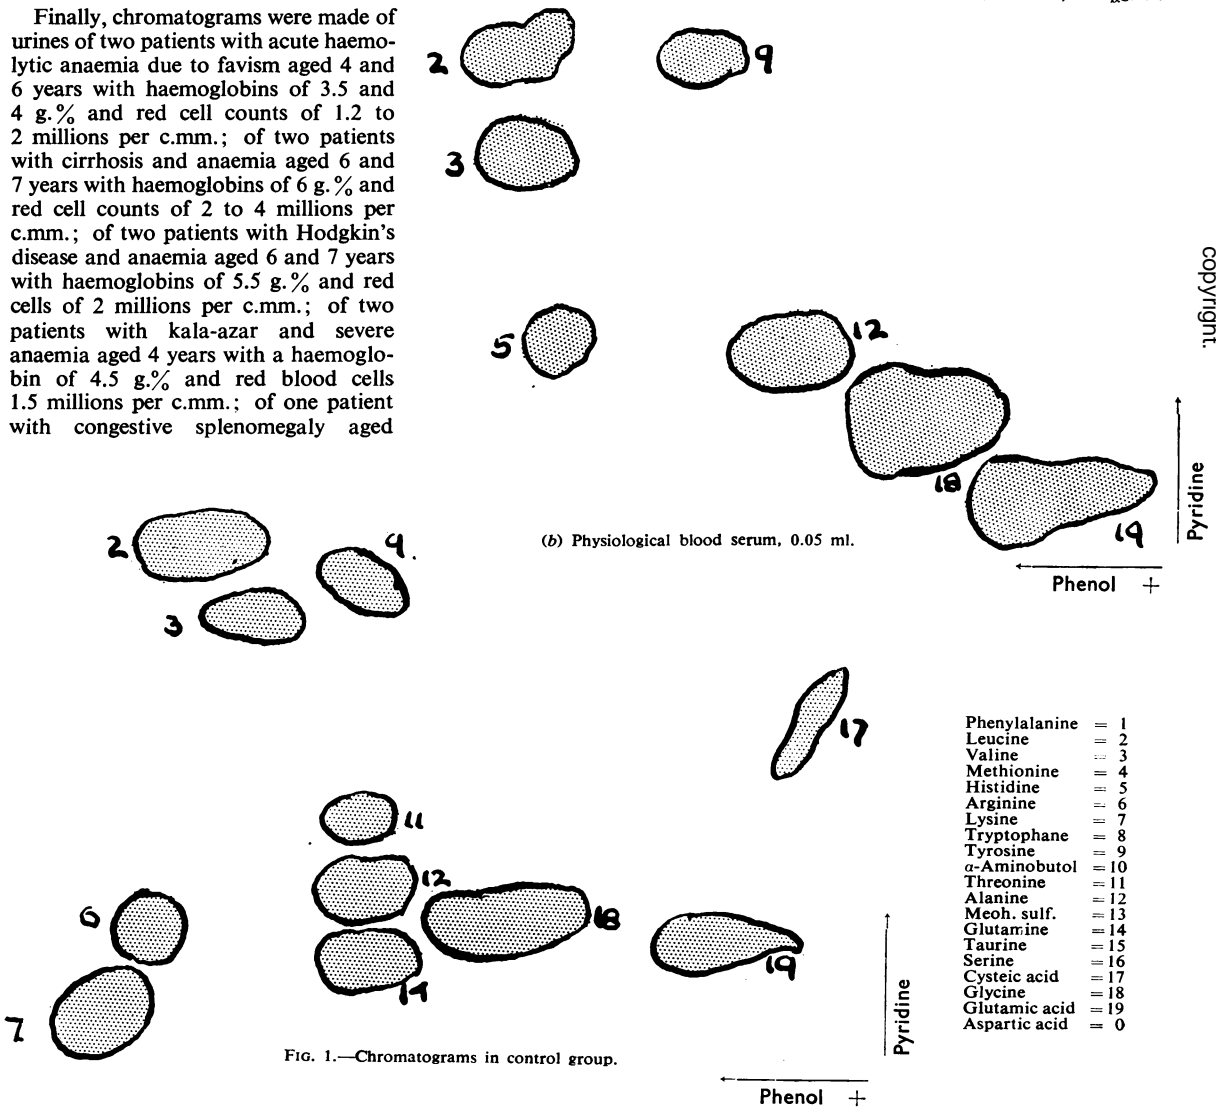 Finally, chromatograms were made of
urines of two patients with acute haemo-
lytic anaemia due to favism aged 4 and
6 years with haemoglobins of 3.5 and
4 g.% and red cell counts of 1.2 to
2 millions per c.mm.; of two patients
with cirrhosis and anaemia aged 6 and
7 years with haemoglobins of 6 g.% and
red cell counts of 2 to 4 millions per
c.mm.; of two patients with Hodgkin's
disease and anaemia aged 6 and 7 years
with haemoglobins of 5.5 g.% and red
cells of 2 millions per c.mm.; of two
patients with kala-azar and severe
anaemia aged 4 years with a haemoglo-
bin of 4.5 g.% and red blood cells
1.5 millions per c.mm.; of one patient
with congestive splenomegaly aged
2
9
3
5
12
18
19
Pyridine
Phenol +
(b) Physiological blood serum, 0.05 ml.
copyright.
2
9.
3
17
11
12
6
18
14
19
7
Pyridine
Phenol +
Phenylalanine = 1
Leucine = 2
Valine = 3
Methionine = 4
Histidine = 5
Arginine = 6
Lysine = 7
Tryptophane = 8
Tyrosine = 9
α-Aminobutol = 10
Threonine = 11
Alanine = 12
Meoh. sulf. = 13
Glutamine = 14
Taurine = 15
Serine = 16
Cysteic acid = 17
Glycine = 18
Glutamic acid = 19
Aspartic acid = 0
FIG. 1.—Chromatograms in control group.